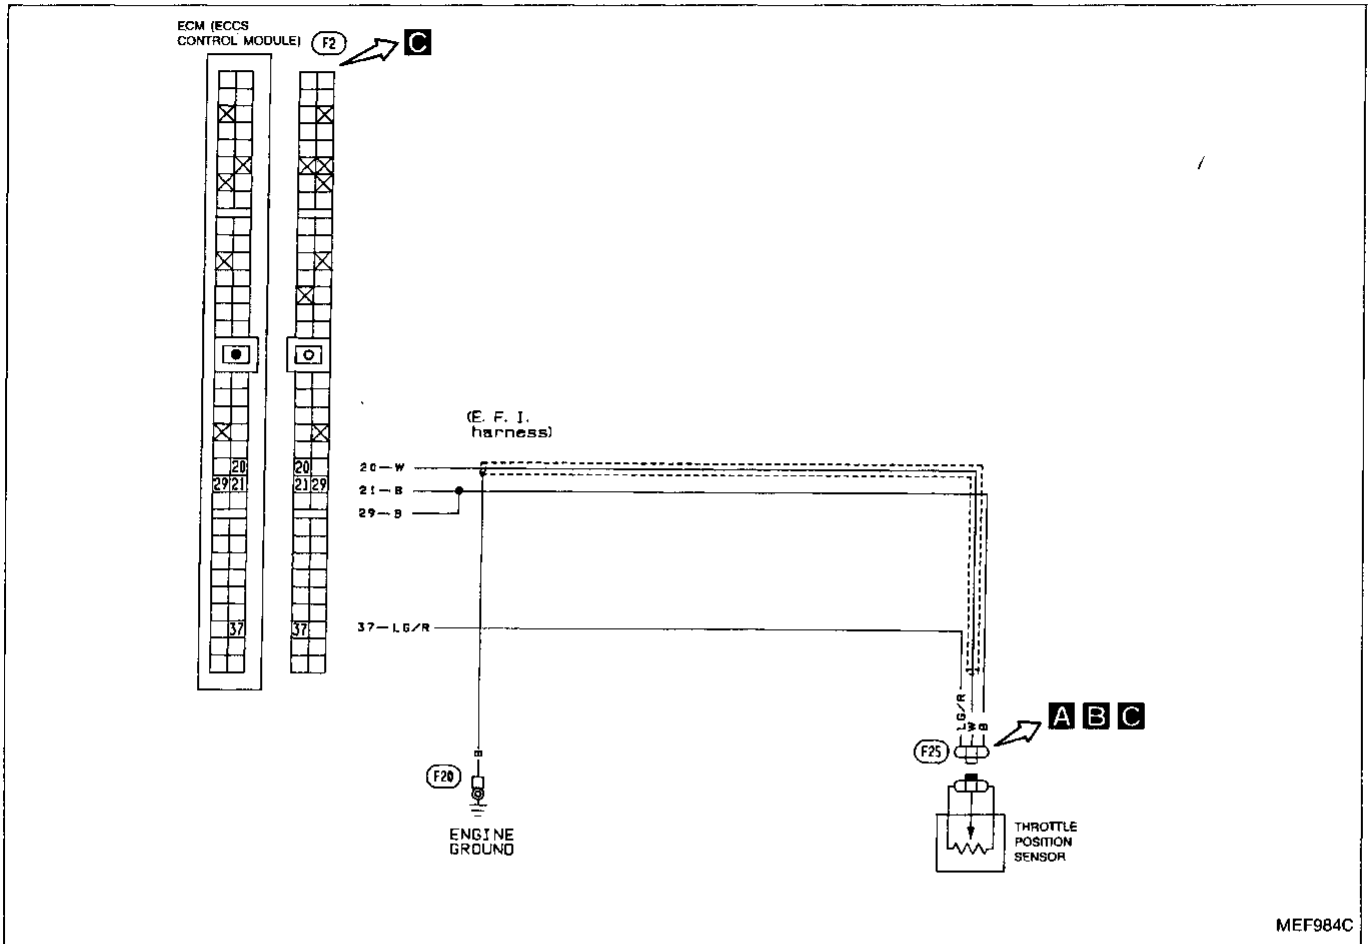 ECM (ECCS
CONTROL MODULE)
F2
C
20
29 21
37
20
21 29
37
(E. F. I.
harness)
20-W
21-B
29-B
37-LG/R
LG/R
W
B
A B C
F25
B
F20
ENGINE
GROUND
THROTTLE
POSITION
SENSOR
MEF984C